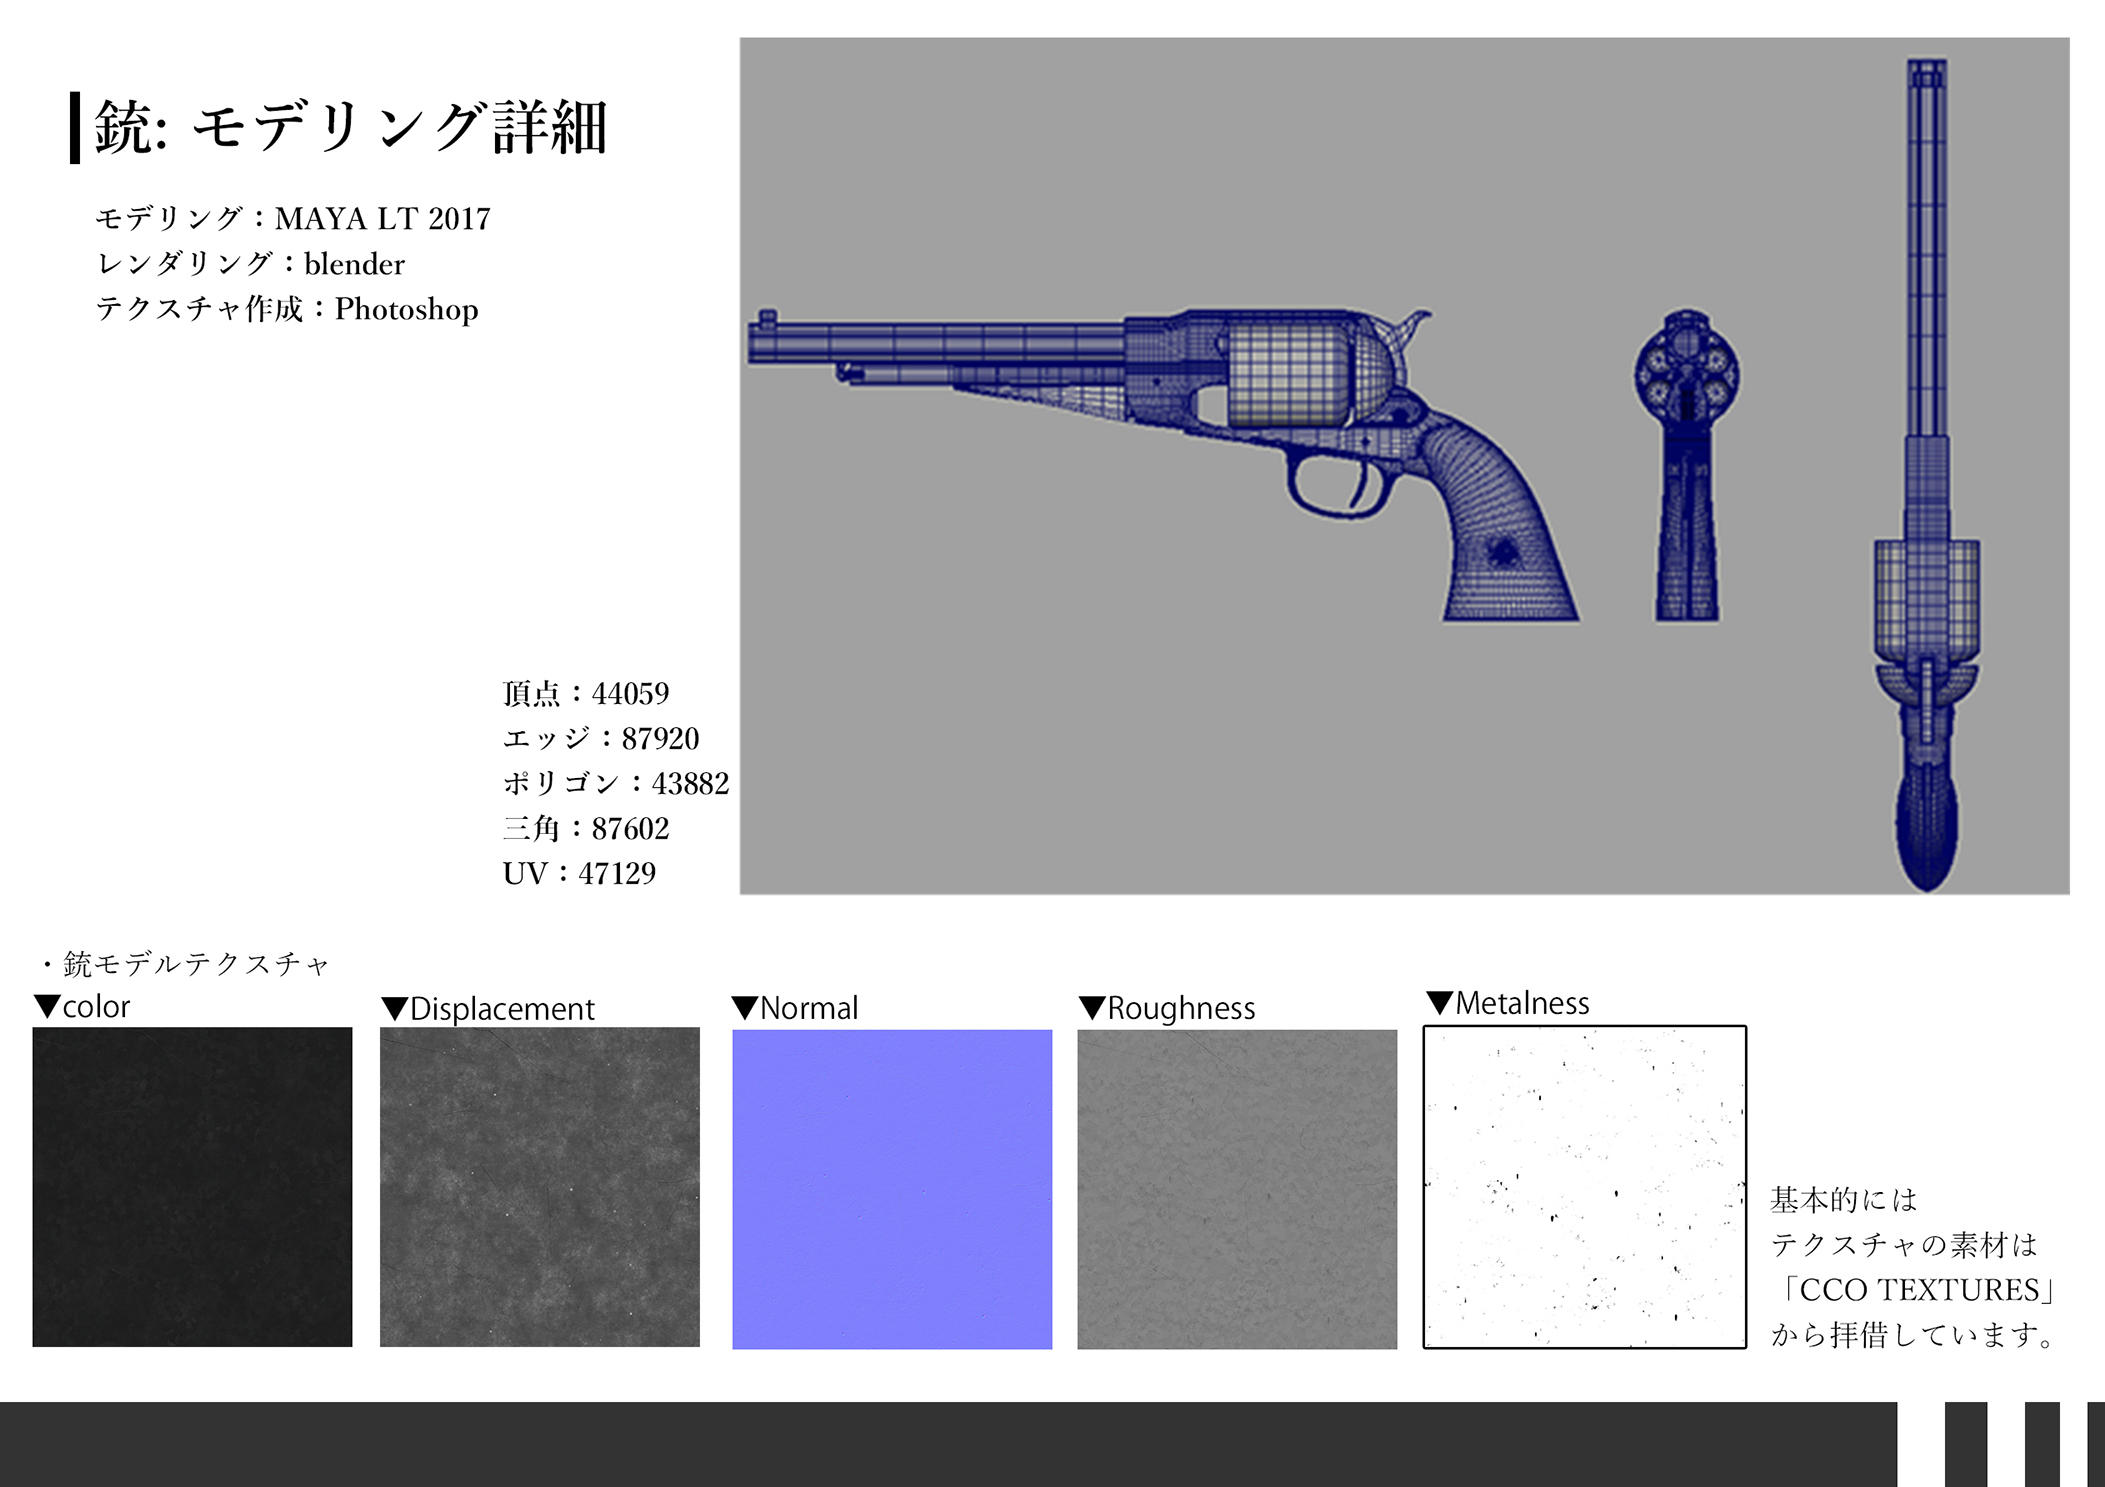 銃: モデリング詳細
モデリング：MAYA LT 2017
レンダリング：blender
テクスチャ作成：Photoshop
頂点：44059
エッジ：87920
ポリゴン：43882
三角：87602
UV：47129
・銃モデルテクスチャ
▼color
▼Displacement
▼Normal
▼Roughness
▼Metalness
基本的には
テクスチャの素材は
「CCO TEXTURES」
から拝借しています。